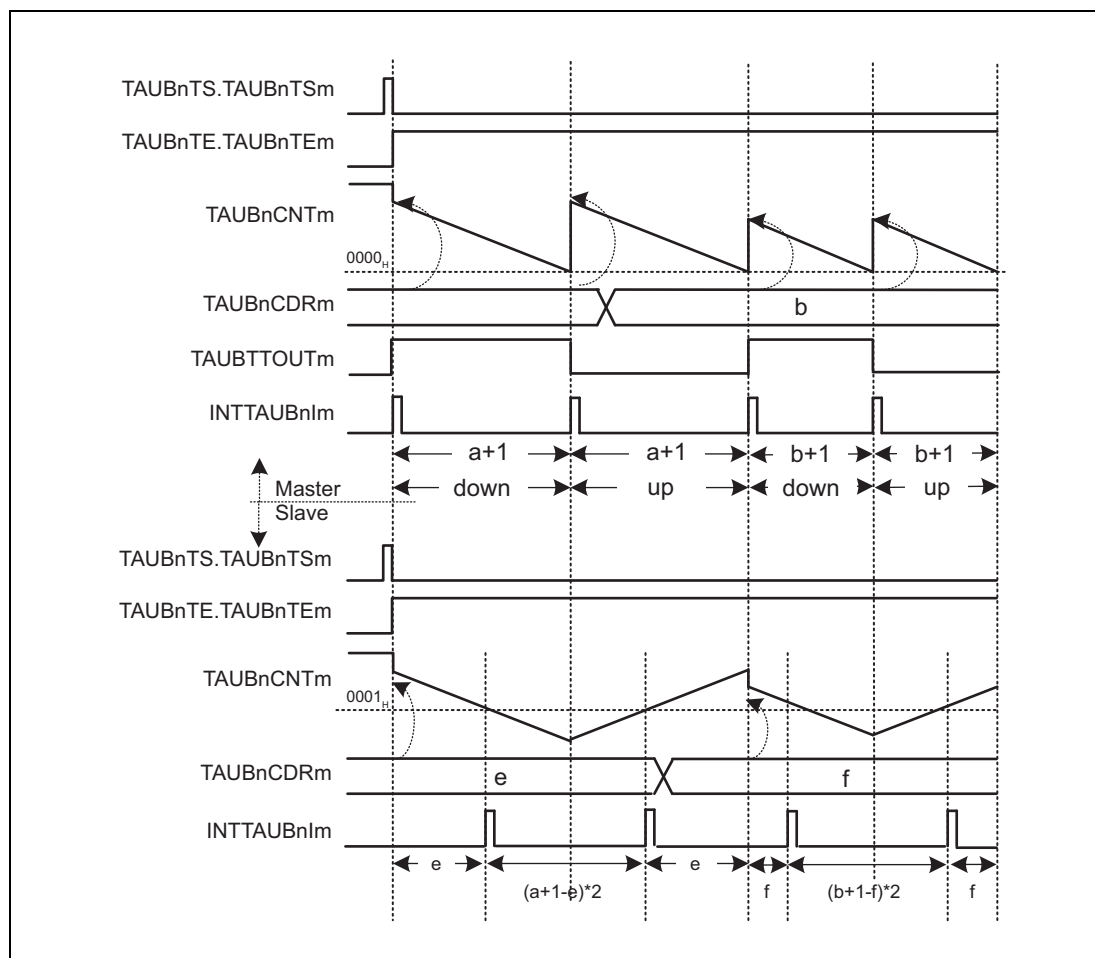 TAUBnTS.TAUBnTSm
TAUBnTE.TAUBnTEm
TAUBnCNTm
0000H
TAUBnCDRm
b
TAUBTTOUTm
INTTAUBnIm
a+1 a+1 b+1 b+1
Master down up down up
Slave
TAUBnTS.TAUBnTSm
TAUBnTE.TAUBnTEm
TAUBnCNTm
0001H
TAUBnCDRm
e f
INTTAUBnIm
e (a+1-e)*2 e f (b+1-f)*2 f